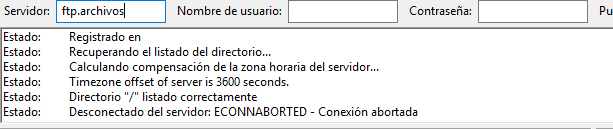 Servidor: ftp.archivos Nombre de usuario: Contraseña: Pu
Estado: Registrado en
Estado: Recuperando el listado del directorio...
Estado: Calculando compensación de la zona horaria del servidor...
Estado: Timezone offset of server is 3600 seconds.
Estado: Directorio "/" listado correctamente
Estado: Desconectado del servidor: ECONNABORTED - Conexión abortada